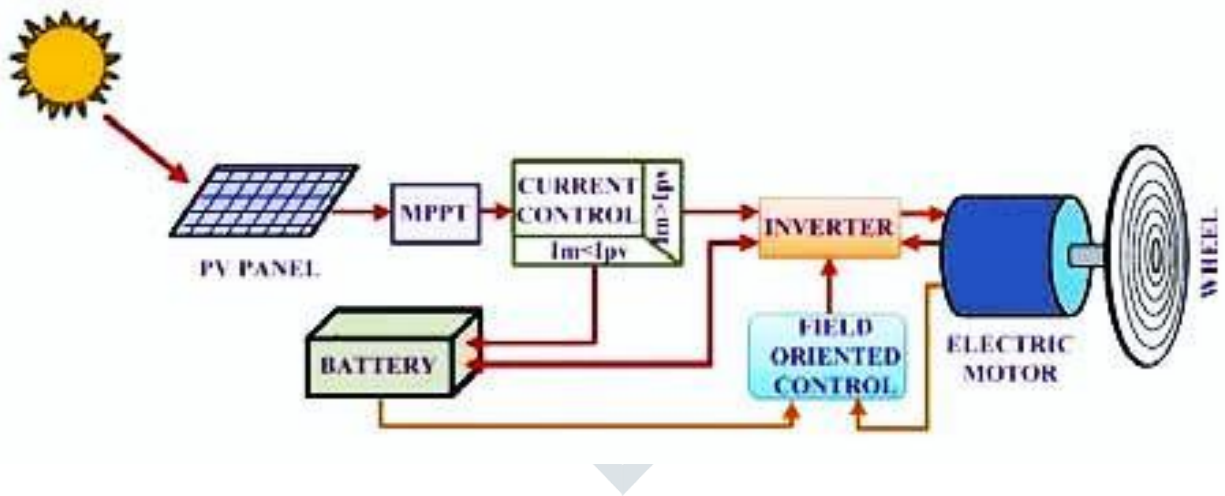 PV PANEL
MPPT
CURRENT
CONTROL
Im>Ipv
Im<Ipv
INVERTER
BATTERY
FIELD
ORIENTED
CONTROL
ELECTRIC
MOTOR
WHEEL